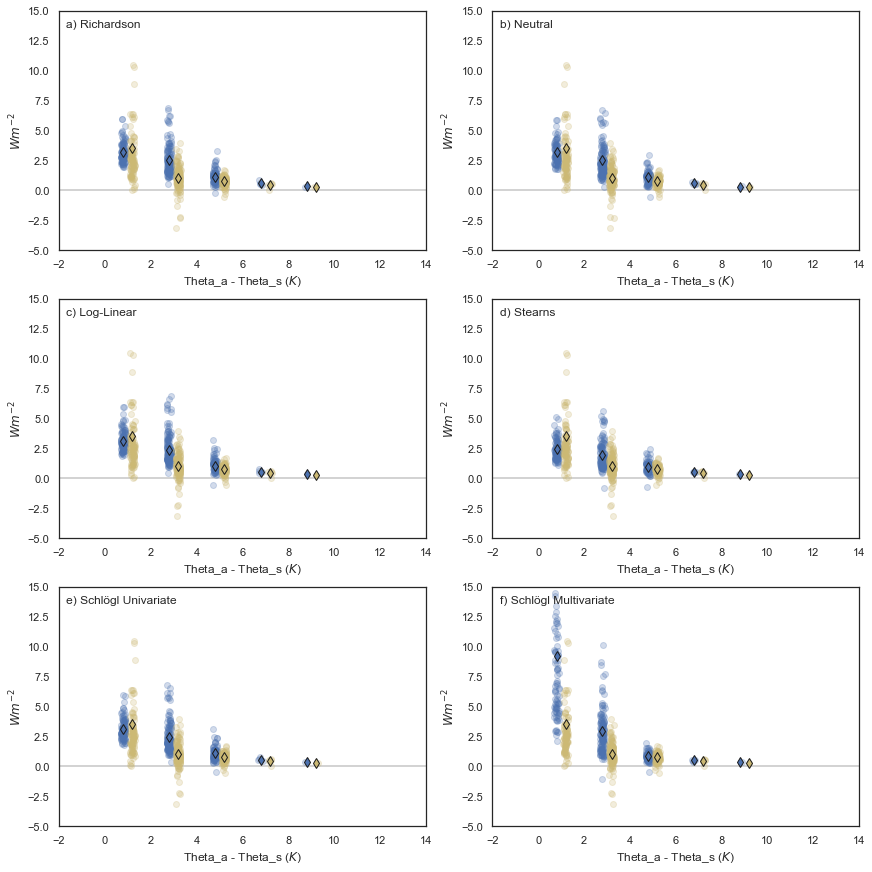 a) Richardson
15.0
12.5
10.0
7.5
5.0
2.5
0.0
−2.5
−5.0
Wm⁻²
−2 0 2 4 6 8 10 12 14
Theta_a - Theta_s (K)
b) Neutral
15.0
12.5
10.0
7.5
5.0
2.5
0.0
−2.5
−5.0
Wm⁻²
−2 0 2 4 6 8 10 12 14
Theta_a - Theta_s (K)
c) Log-Linear
15.0
12.5
10.0
7.5
5.0
2.5
0.0
−2.5
−5.0
Wm⁻²
−2 0 2 4 6 8 10 12 14
Theta_a - Theta_s (K)
d) Stearns
15.0
12.5
10.0
7.5
5.0
2.5
0.0
−2.5
−5.0
Wm⁻²
−2 0 2 4 6 8 10 12 14
Theta_a - Theta_s (K)
e) Schlögl Univariate
15.0
12.5
10.0
7.5
5.0
2.5
0.0
−2.5
−5.0
Wm⁻²
−2 0 2 4 6 8 10 12 14
Theta_a - Theta_s (K)
f) Schlögl Multivariate
15.0
12.5
10.0
7.5
5.0
2.5
0.0
−2.5
−5.0
Wm⁻²
−2 0 2 4 6 8 10 12 14
Theta_a - Theta_s (K)